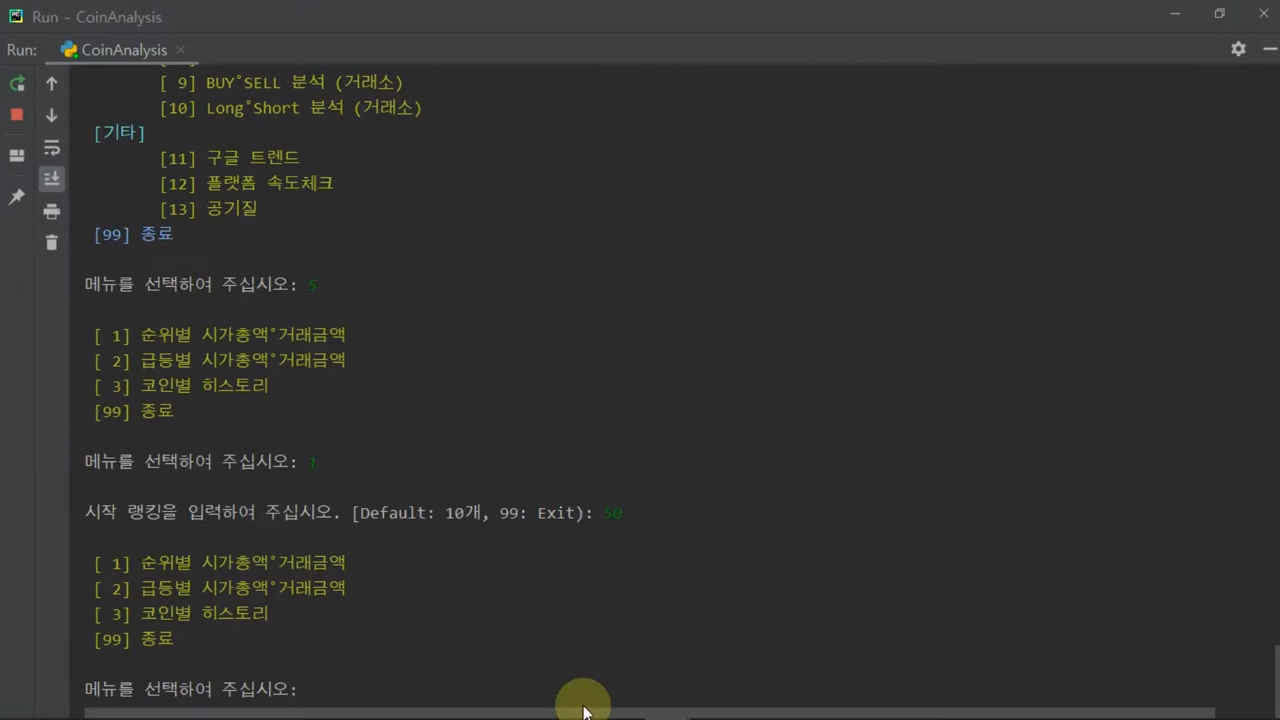 Run - CoinAnalysis
Run: CoinAnalysis
[ 9] BUY°SELL 분석 (거래소)
[10] Long°Short 분석 (거래소)
[기타]
[11] 구글 트렌드
[12] 플랫폼 속도체크
[13] 공기질
[99] 종료
메뉴를 선택하여 주십시오: 5
[ 1] 순위별 시가총액°거래금액
[ 2] 급등별 시가총액°거래금액
[ 3] 코인별 히스토리
[99] 종료
메뉴를 선택하여 주십시오: 1
시작 랭킹을 입력하여 주십시오. [Default: 10개, 99: Exit): 50
[ 1] 순위별 시가총액°거래금액
[ 2] 급등별 시가총액°거래금액
[ 3] 코인별 히스토리
[99] 종료
메뉴를 선택하여 주십시오: